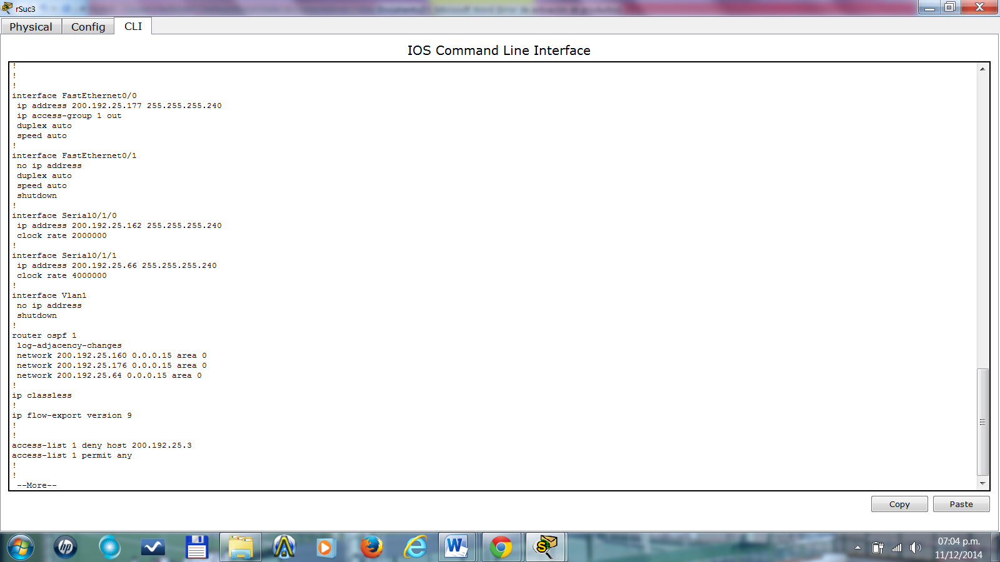 rSuc3
Physical
Config
CLI
IOS Command Line Interface
!
!
!
interface FastEthernet0/0
 ip address 200.192.25.177 255.255.255.240
 ip access-group 1 out
 duplex auto
 speed auto
!
interface FastEthernet0/1
 no ip address
 duplex auto
 speed auto
 shutdown
!
interface Serial0/1/0
 ip address 200.192.25.162 255.255.255.240
 clock rate 2000000
!
interface Serial0/1/1
 ip address 200.192.25.66 255.255.255.240
 clock rate 4000000
!
interface Vlan1
 no ip address
 shutdown
!
router ospf 1
 log-adjacency-changes
 network 200.192.25.160 0.0.0.15 area 0
 network 200.192.25.176 0.0.0.15 area 0
 network 200.192.25.64 0.0.0.15 area 0
!
ip classless
!
ip flow-export version 9
!
!
access-list 1 deny host 200.192.25.3
access-list 1 permit any
!
!
 --More--
Copy
Paste
hp
W
07:04 p.m.
11/12/2014